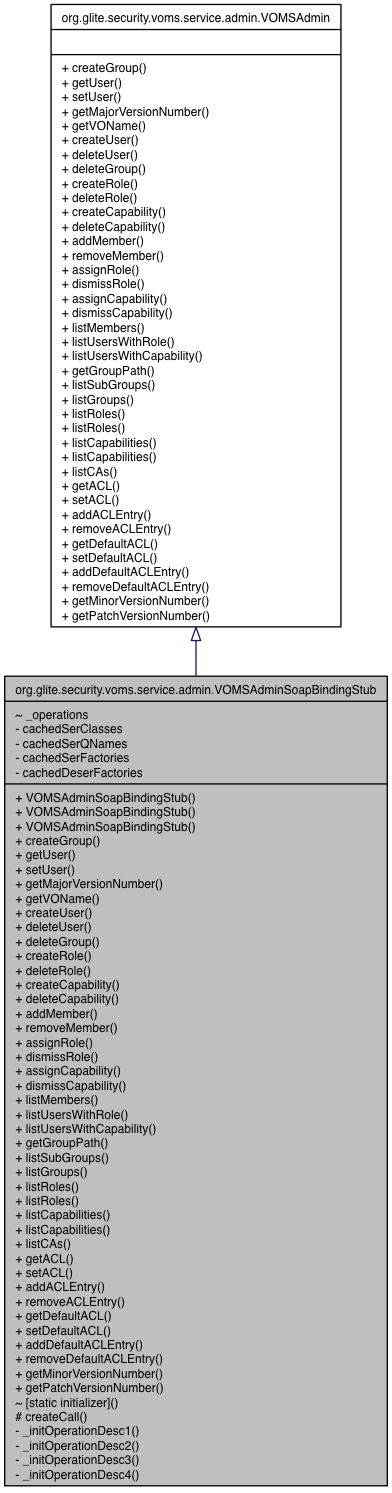 org.glite.security.voms.service.admin.VOMSAdmin
+ createGroup()
+ getUser()
+ setUser()
+ getMajorVersionNumber()
+ getVOName()
+ createUser()
+ deleteUser()
+ deleteGroup()
+ createRole()
+ deleteRole()
+ createCapability()
+ deleteCapability()
+ addMember()
+ removeMember()
+ assignRole()
+ dismissRole()
+ assignCapability()
+ dismissCapability()
+ listMembers()
+ listUsersWithRole()
+ listUsersWithCapability()
+ getGroupPath()
+ listSubGroups()
+ listGroups()
+ listRoles()
+ listRoles()
+ listCapabilities()
+ listCapabilities()
+ listCAs()
+ getACL()
+ setACL()
+ addACLEntry()
+ removeACLEntry()
+ getDefaultACL()
+ setDefaultACL()
+ addDefaultACLEntry()
+ removeDefaultACLEntry()
+ getMinorVersionNumber()
+ getPatchVersionNumber()
org.glite.security.voms.service.admin.VOMSAdminSoapBindingStub
~ _operations
- cachedSerClasses
- cachedSerQNames
- cachedSerFactories
- cachedDeserFactories
+ VOMSAdminSoapBindingStub()
+ VOMSAdminSoapBindingStub()
+ VOMSAdminSoapBindingStub()
+ createGroup()
+ getUser()
+ setUser()
+ getMajorVersionNumber()
+ getVOName()
+ createUser()
+ deleteUser()
+ deleteGroup()
+ createRole()
+ deleteRole()
+ createCapability()
+ deleteCapability()
+ addMember()
+ removeMember()
+ assignRole()
+ dismissRole()
+ assignCapability()
+ dismissCapability()
+ listMembers()
+ listUsersWithRole()
+ listUsersWithCapability()
+ getGroupPath()
+ listSubGroups()
+ listGroups()
+ listRoles()
+ listRoles()
+ listCapabilities()
+ listCapabilities()
+ listCAs()
+ getACL()
+ setACL()
+ addACLEntry()
+ removeACLEntry()
+ getDefaultACL()
+ setDefaultACL()
+ addDefaultACLEntry()
+ removeDefaultACLEntry()
+ getMinorVersionNumber()
+ getPatchVersionNumber()
~ [static initializer]()
# createCall()
- _initOperationDesc1()
- _initOperationDesc2()
- _initOperationDesc3()
- _initOperationDesc4()